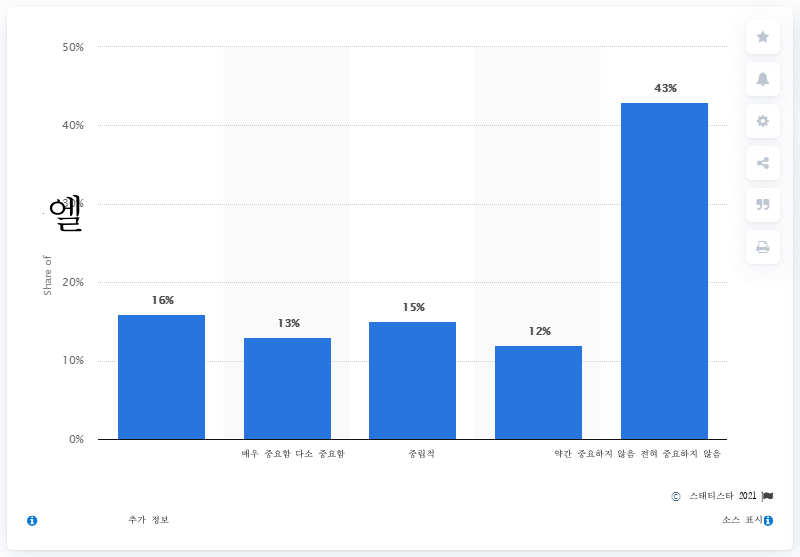 50%
43%
40%
엘
Share of
20%
16%
15%
13%
12%
10%
0%
매우 중요함 다소 중요함 중립적 약간 중요하지 않음 전혀 중요하지 않음
© 스태티스타 2021
추가 정보 소스 표시